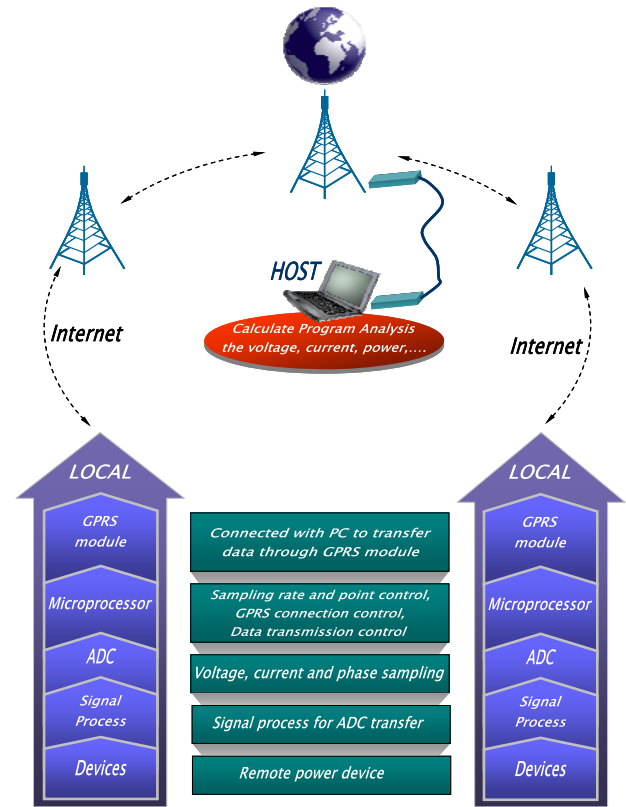 HOST
Calculate Program Analysis
the voltage, current, power,....
Internet
Internet
LOCAL
GPRS
module
Microprocessor
ADC
Signal
Process
Devices
Connected with PC to transfer
data through GPRS module
Sampling rate and point control,
GPRS connection control,
Data transmission control
Voltage, current and phase sampling
Signal process for ADC transfer
Remote power device
LOCAL
GPRS
module
Microprocessor
ADC
Signal
Process
Devices